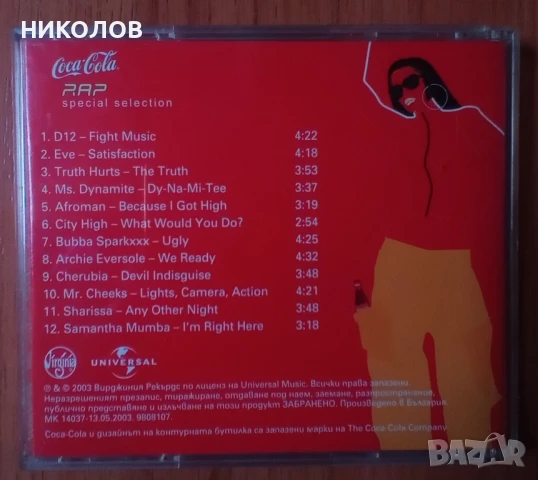 НИКОЛОВ
Coca-Cola
RAP
special selection
1. D12 – Fight Music 4:22
2. Eve – Satisfaction 4:18
3. Truth Hurts – The Truth 3:53
4. Ms. Dynamite – Dy-Na-Mi-Tee 3:37
5. Afroman – Because I Got High 3:19
6. City High – What Would You Do? 2:54
7. Bubba Sparkxxx – Ugly 4:25
8. Archie Eversole – We Ready 4:32
9. Cherubia – Devil Indisguise 3:48
10. Mr. Cheeks – Lights, Camera, Action 4:21
11. Sharissa – Any Other Night 3:48
12. Samantha Mumba – I'm Right Here 3:18
Virginia
UNIVERSAL
℗ & © 2003 Вирджиния Рекърдс по лиценз на Universal Music. Всички права запазени.
Неразрешеният презапис, тиражиране, отдаване под наем, заемане, разпространение,
публично представяне и излъчване на този продукт ЗАБРАНЕНО. Произведено в България.
MK 14037-13.05.2003. 9808107.
Coca-Cola и дизайнът на контурната бутилка са запазени марки на The Coca-Cola Company
BAZAR